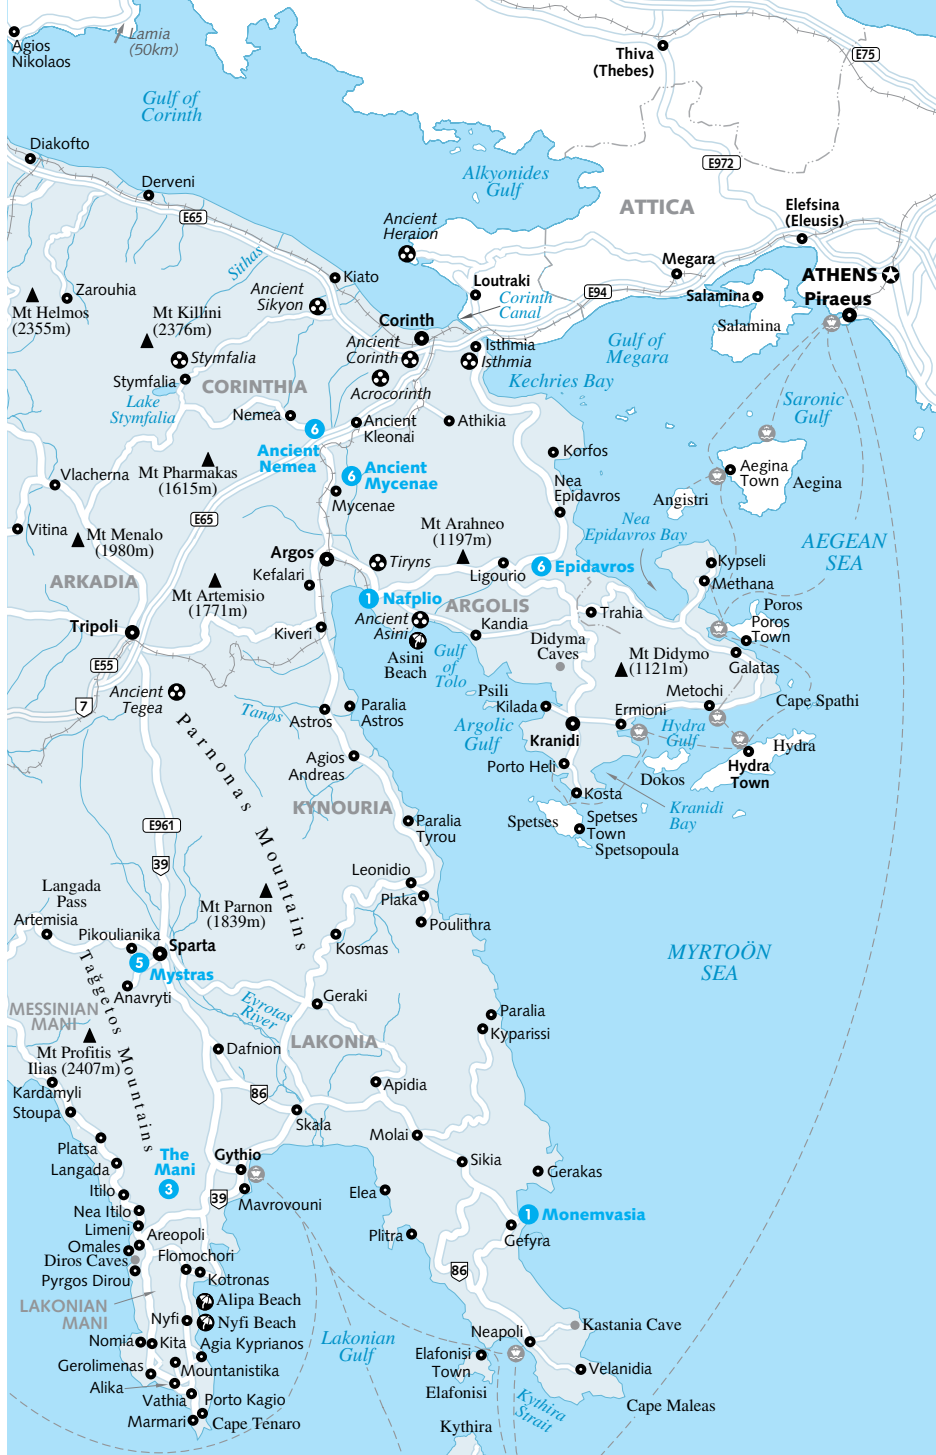 Lamia
(50km)
Agios
Nikolaos
Thiva
(Thebes)
E75
Gulf of
Corinth
Diakofto
E972
Alkyonides
Gulf
Derveni
ATTICA
Elefsina
(Eleusis)
E65
Ancient
Heraion
Megara
ATHENS
Piraeus
Sithas
Kiato
Loutraki
Zarouhia
Ancient
Sikyon
E94
Salamina
Corinth
Canal
Mt Helmos
(2355m)
Mt Killini
(2376m)
Corinth
Salamina
Gulf of
Megara
Isthmia
Isthmia
Ancient
Corinth
Stymfalia
Stymfalia
CORINTHIA
Acrocorinth
Kechries Bay
Saronic
Gulf
Lake
Stymfalia
Nemea
6
Ancient
Kleonai
Athikia
Ancient
Nemea
Korfos
6
Ancient
Mycenae
Aegina
Town
Aegina
Vlacherna
Mt Pharmakas
(1615m)
Nea
Epidavros
Angistri
Mycenae
Vitina
Mt Menalo
(1980m)
E65
Mt Arahneo
(1197m)
Nea
Epidavros Bay
AEGEAN
SEA
Argos
Tiryns
Kypseli
ARKADIA
Kefalari
Ligourio
6
Epidavros
Methana
Mt Artemisio
(1771m)
1
Nafplio
ARGOLIS
Poros
Poros
Town
Trahia
Ancient
Asini
Kandia
Tripoli
Kiveri
Didyma
Caves
Asini
Beach
Gulf
of
Tolo
Mt Didymo
(1121m)
Galatas
E55
Ancient
Tegea
7
Psili
Kilada
Metochi
Cape Spathi
Tanos
Astros
Paralia
Astros
Ermioni
Argolic
Gulf
Hydra
Gulf
Kranidi
Hydra
Hydra
Town
Agios
Andreas
Porto Heli
Dokos
Parnonas Mountains
KYNOURIA
Kosta
Kranidi
Bay
Spetses
Spetses
Town
Spetsopoula
E961
Paralia
Tyrou
39
Leonidio
Langada
Pass
Plaka
Mt Parnon
(1839m)
Artemisia
Poulithra
Pikoulianika
Sparta
Kosmas
MYRTOÖN
SEA
5
Mystras
Tağgetos Mountains
Anavryti
Evrotas
River
Geraki
MESSINIAN
MANI
Paralia
Kyparissi
LAKONIA
Dafnion
Mt Profitis
Ilias (2407m)
Kardamyli
Apidia
86
Stoupa
Skala
Molai
Platsa
The
Mani
3
Gythio
Langada
Sikia
Gerakas
Itilo
39
Mavrovouni
Elea
Nea Itilo
1
Monemvasia
Limeni
Areopoli
Plitra
Gefyra
Omales
Diros Caves
Flomochori
Pyrgos Dirou
Kotronas
86
LAKONIAN
MANI
Alipa Beach
Nyfi
Nyfi Beach
Kastania Cave
Lakonian
Gulf
Neapoli
Nomia
Kita
Agia Kyprianos
Elafonisi
Town
Gerolimenas
Mountanistika
Velanidia
Alika
Elafonisi
Vathia
Porto Kagio
Kythira
Strait
Cape Maleas
Marmari
Cape Tenaro
Kythira